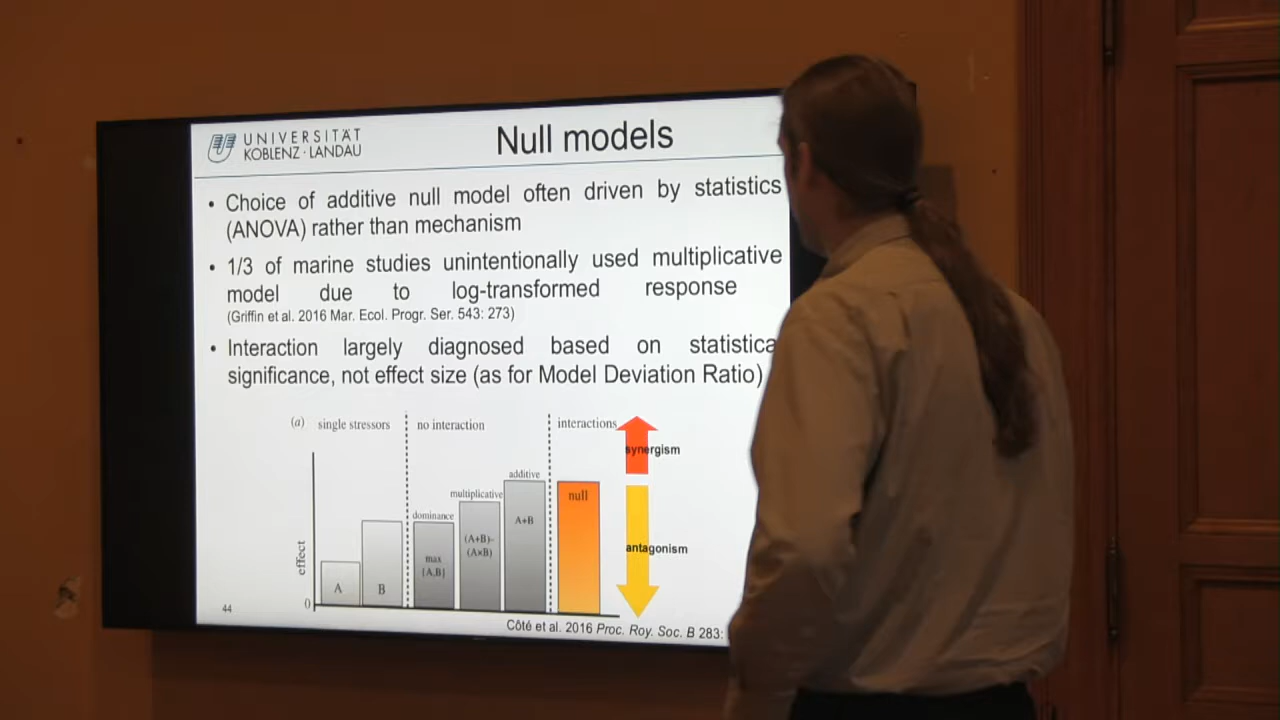 UNIVERSITÄT
KOBLENZ · LANDAU
Null models
• Choice of additive null model often driven by statistics
(ANOVA) rather than mechanism
• 1/3 of marine studies unintentionally used multiplicative
model due to log-transformed response
(Griffin et al. 2016 Mar. Ecol. Progr. Ser. 543: 273)
• Interaction largely diagnosed based on statistica
significance, not effect size (as for Model Deviation Ratio)
(a) single stressors no interaction interactions
synergism
additive
multiplicative
null
dominance
A+B
(A+B)-
(A×B)
antagonism
max
{A,B}
effect
A
B
0
44
Côté et al. 2016 Proc. Roy. Soc. B 283: